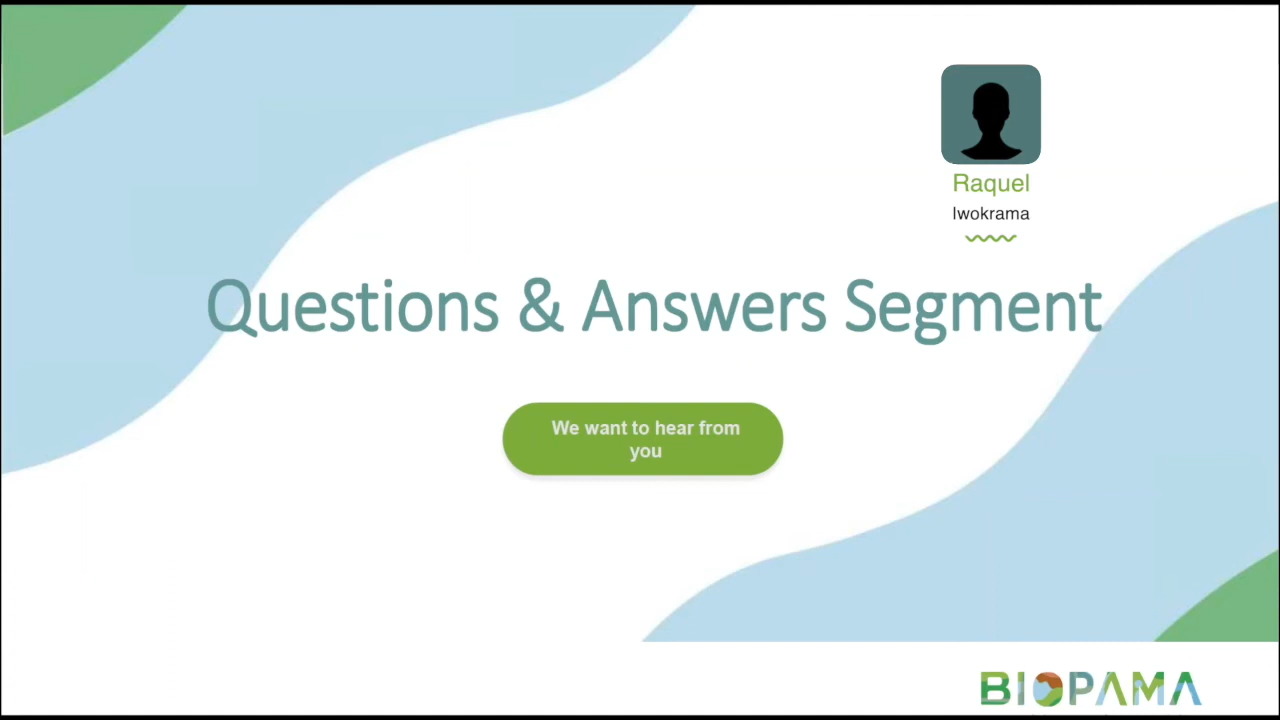 Raquel
Iwokrama
Questions & Answers Segment
We want to hear from
you
BIOPAMA